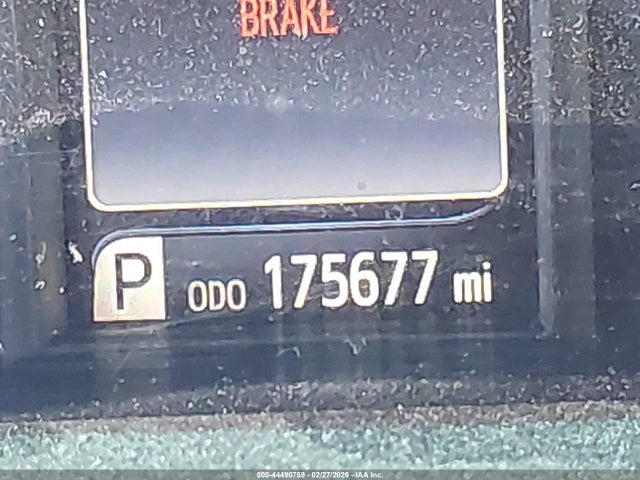 BRAKE
P ODO 175677 mi
000-44490759 - 02/27/2026 - IAA Inc.